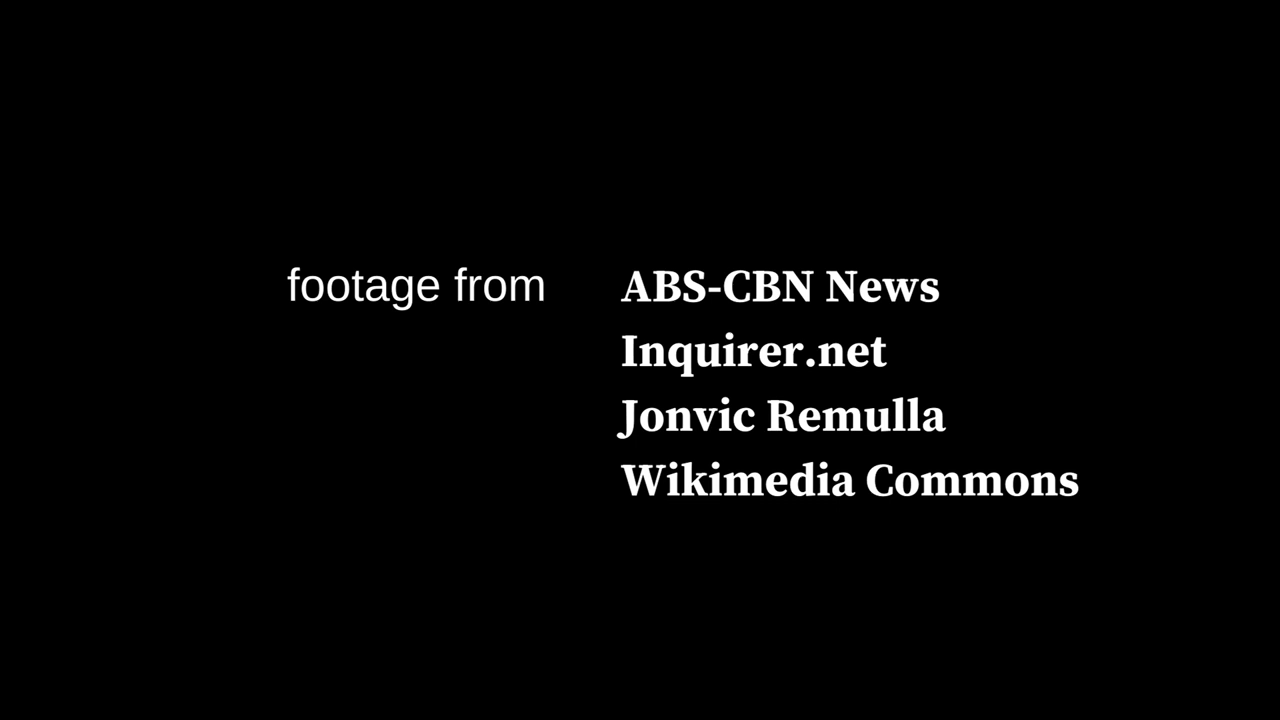 footage from ABS-CBN News
Inquirer.net
Jonvic Remulla
Wikimedia Commons